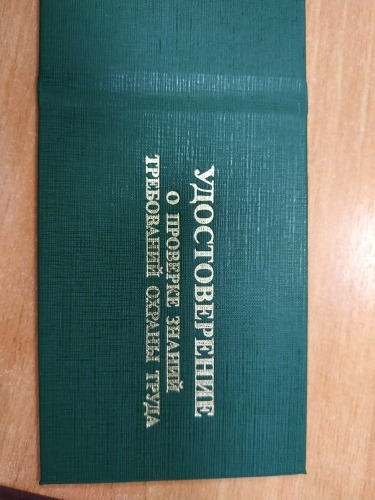 УДОСТОВЕРЕНИЕ
О ПРОВЕРКЕ ЗНАНИЙ
ТРЕБОВАНИЙ ОХРАНЫ ТРУДА